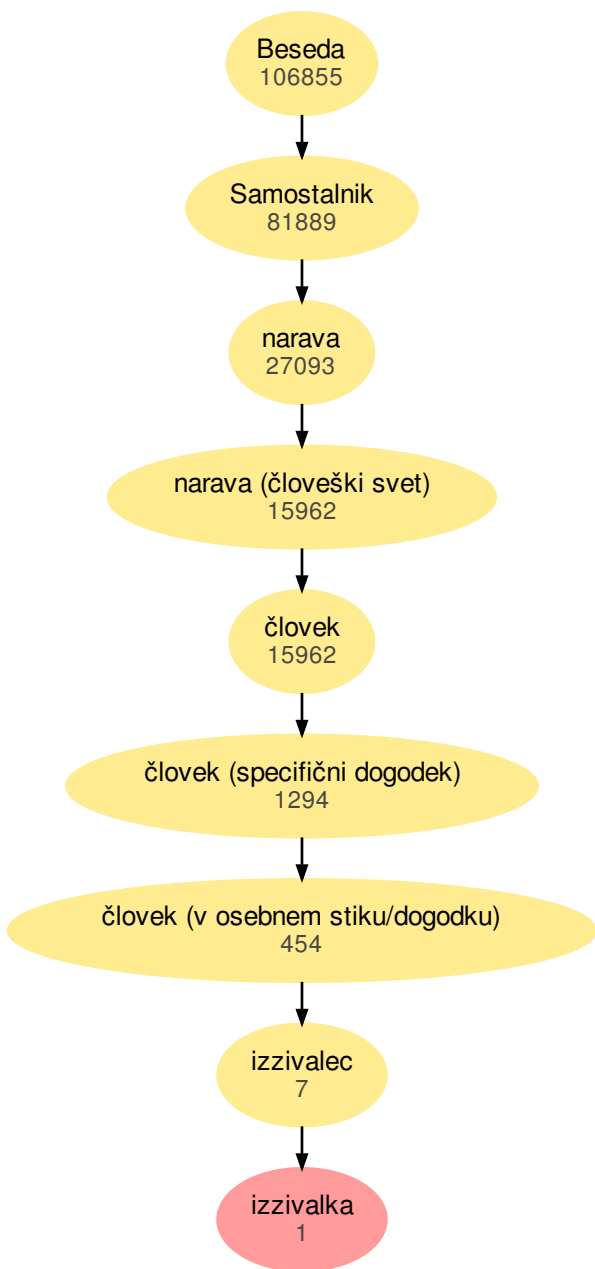 Beseda
106855
Samostalnik
81889
narava
27093
narava (človeški svet)
15962
človek
15962
človek (specifični dogodek)
1294
človek (v osebnem stiku/dogodku)
454
izzivalec
7
izzivalka
1